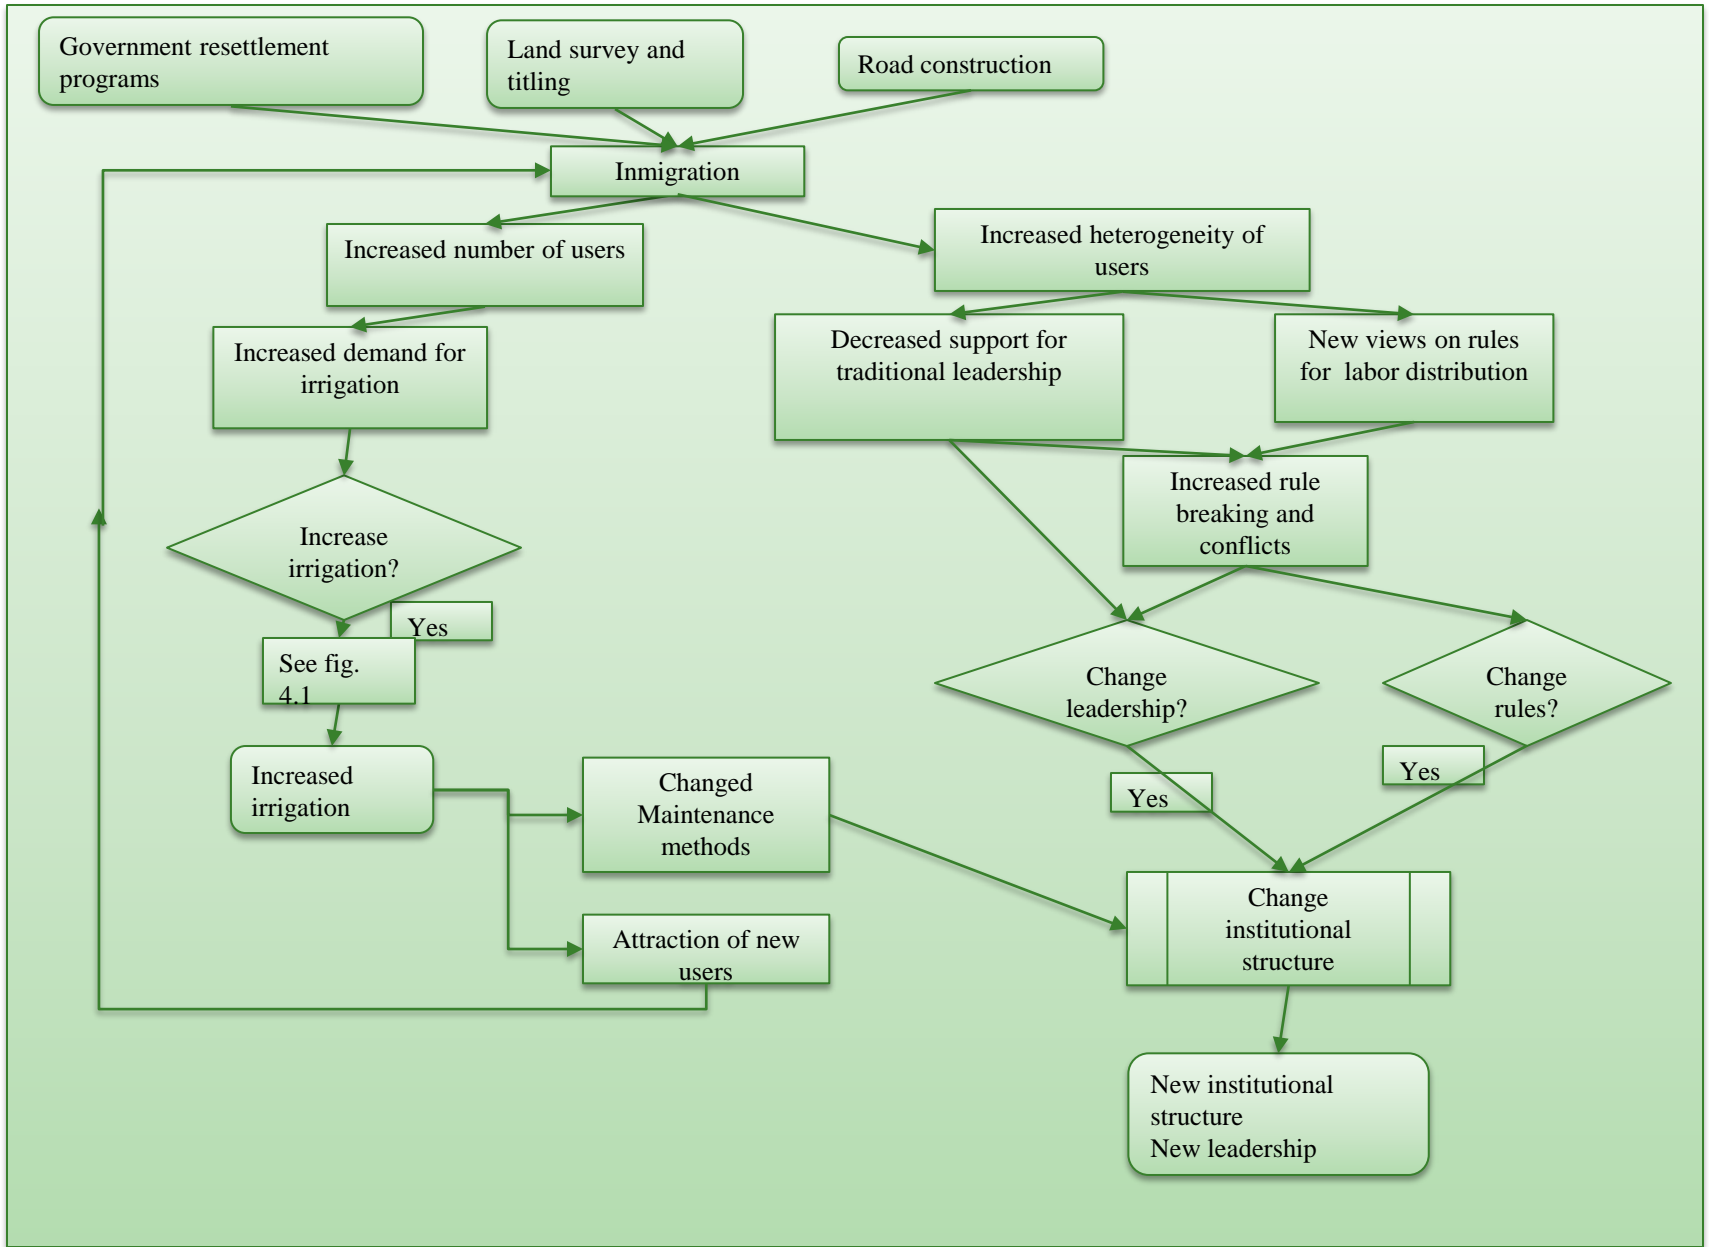 Government resettlement
programs
Land survey and
titling
Road construction
Inmigration
Increased number of users
Increased heterogeneity of
users
Increased demand for
irrigation
Decreased support for
traditional leadership
New views on rules
for labor distribution
Increased rule
breaking and
conflicts
Increase
irrigation?
Yes
See fig.
4.1
Change
leadership?
Change
rules?
Increased
irrigation
Changed
Maintenance
methods
Yes
Yes
Attraction of new
users
Change
institutional
structure
New institutional
structure
New leadership